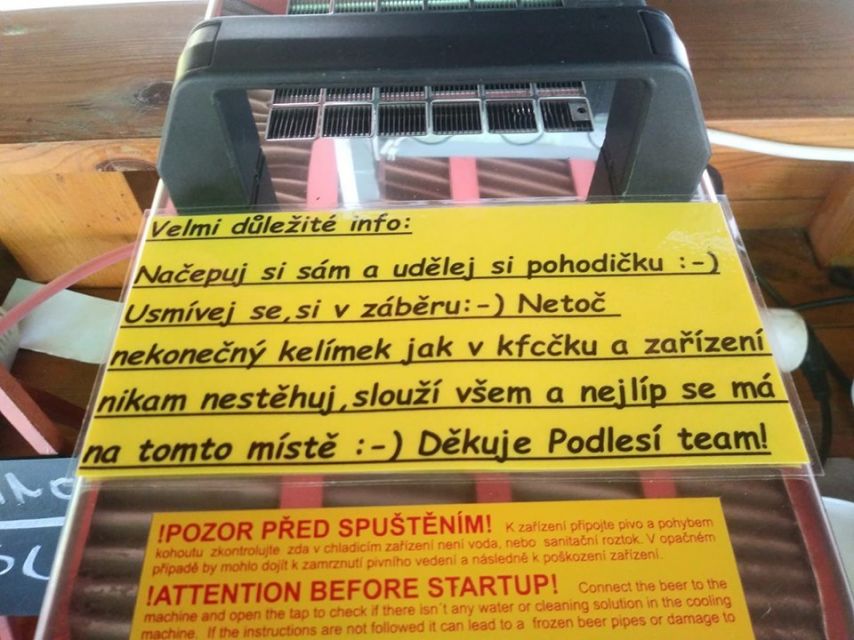 Velmi důležité info:
Načepuj si sám a udělej si pohodičku :-)
Usmívej se,si v záběru:-) Netoč
nekonečný kelímek jak v kfcčku a zařízení
nikam nestěhuj,slouží všem a nejlíp se má
na tomto místě :-) Děkuje Podlesí team!
!POZOR PŘED SPUŠTĚNÍM! K zařízení připojte pivo a pohybem
kohoutu zkontrolujte zda v chladicím zařízení není voda, nebo sanitační roztok. V opačném
případě by mohlo dojít k zamrznutí pivního vedení a následně k poškození zařízení.
!ATTENTION BEFORE STARTUP! Connect the beer to the
machine and open the tap to check if there isn´t any water or cleaning solution in the cooling
machine. If the instructions are not followed it can lead to a frozen beer pipes or damage to